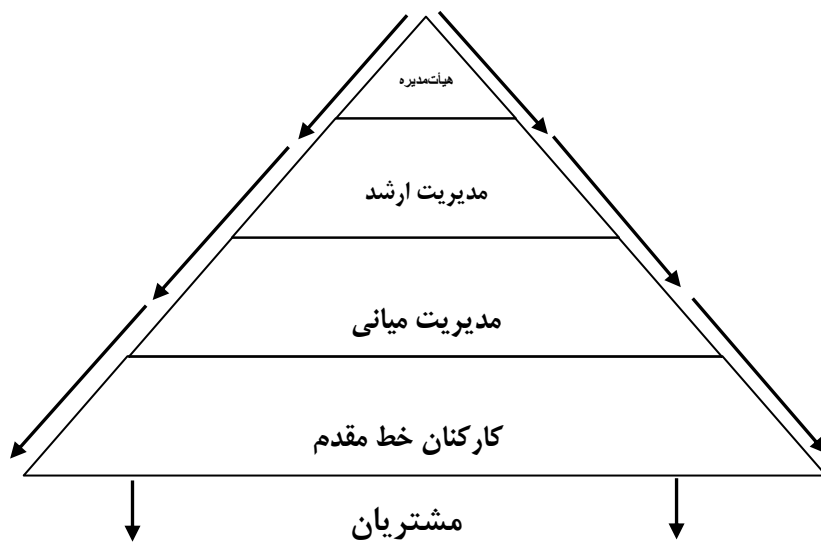 هیأت‌مدیره
مدیریت ارشد
مدیریت میانی
کارکنان خط مقدم
مشتریان